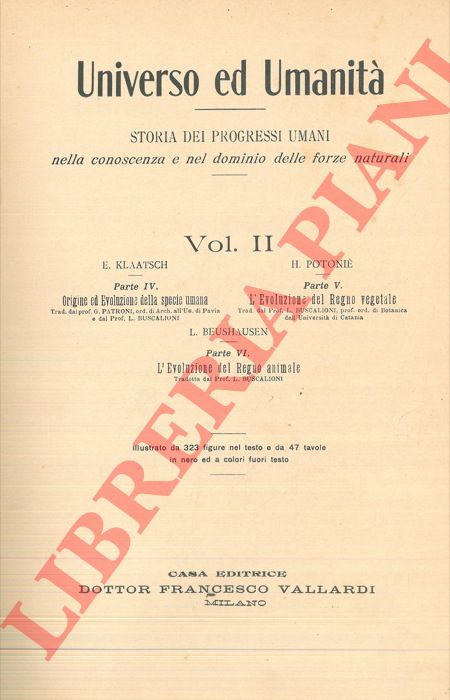 Universo ed Umanità
STORIA DEI PROGRESSI UMANI
nella conoscenza e nel dominio delle forze naturali
Vol. II
E. KLAATSCH
Parte IV.
Origine ed Evoluzione della specie umana
Trad. dal prof. G. PATRONI, ord. di Arch. all'Un. di Pavia
e dal Prof. L. BUSCALIONI
H. POTONIÈ
Parte V.
L'Evoluzione del Regno vegetale
Trad. dal Prof. L. BUSCALIONI, prof. ord. di Botanica
dell'Università di Catania
L. BEUSHAUSEN
Parte VI.
L'Evoluzione del Regno animale
Tradotta dal Prof. L. BUSCALIONI
Illustrato da 323 figure nel testo e da 47 tavole
in nero ed a colori fuori testo
CASA EDITRICE
DOTTOR FRANCESCO VALLARDI
MILANO
LIBRERIA PIANI